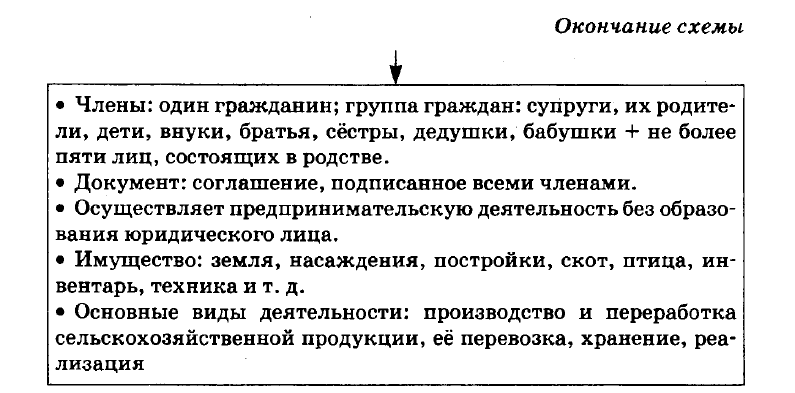 Окончание схемы
• Члены: один гражданин; группа граждан: супруги, их родите-
ли, дети, внуки, братья, сёстры, дедушки, бабушки + не более
пяти лиц, состоящих в родстве.
• Документ: соглашение, подписанное всеми членами.
• Осуществляет предпринимательскую деятельность без образо-
вания юридического лица.
• Имущество: земля, насаждения, постройки, скот, птица, ин-
вентарь, техника и т. д.
• Основные виды деятельности: производство и переработка
сельскохозяйственной продукции, её перевозка, хранение, реа-
лизация